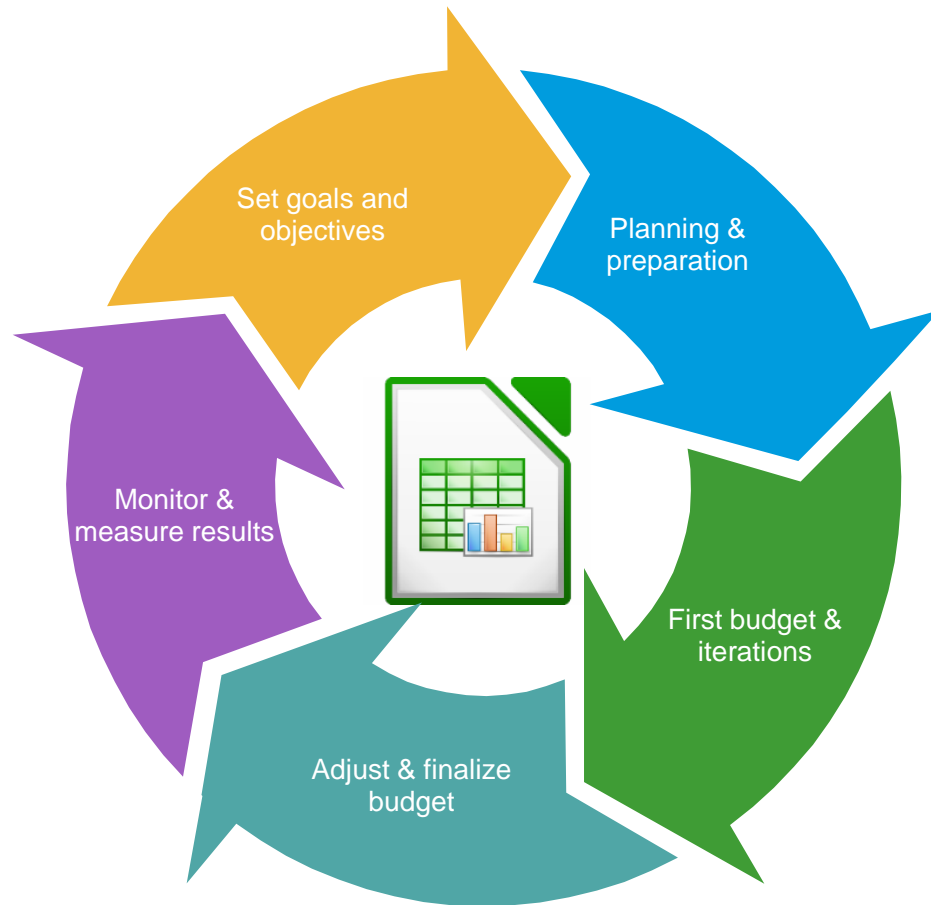 Set goals and
objectives
Planning &
preparation
First budget &
iterations
Adjust & finalize
budget
Monitor &
measure results